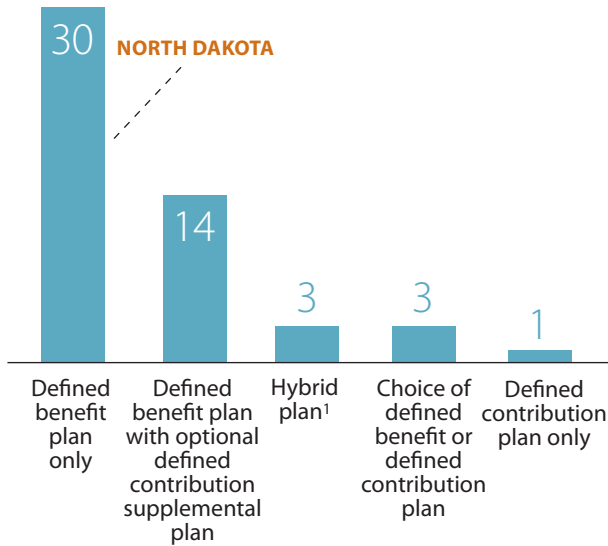 30
NORTH DAKOTA
14
3
3
1
Defined
benefit
plan
only
Defined
benefit plan
with optional
defined
contribution
supplemental
plan
Hybrid
plan¹
Choice of
defined
benefit or
defined
contribution
plan
Defined
contribution
plan only